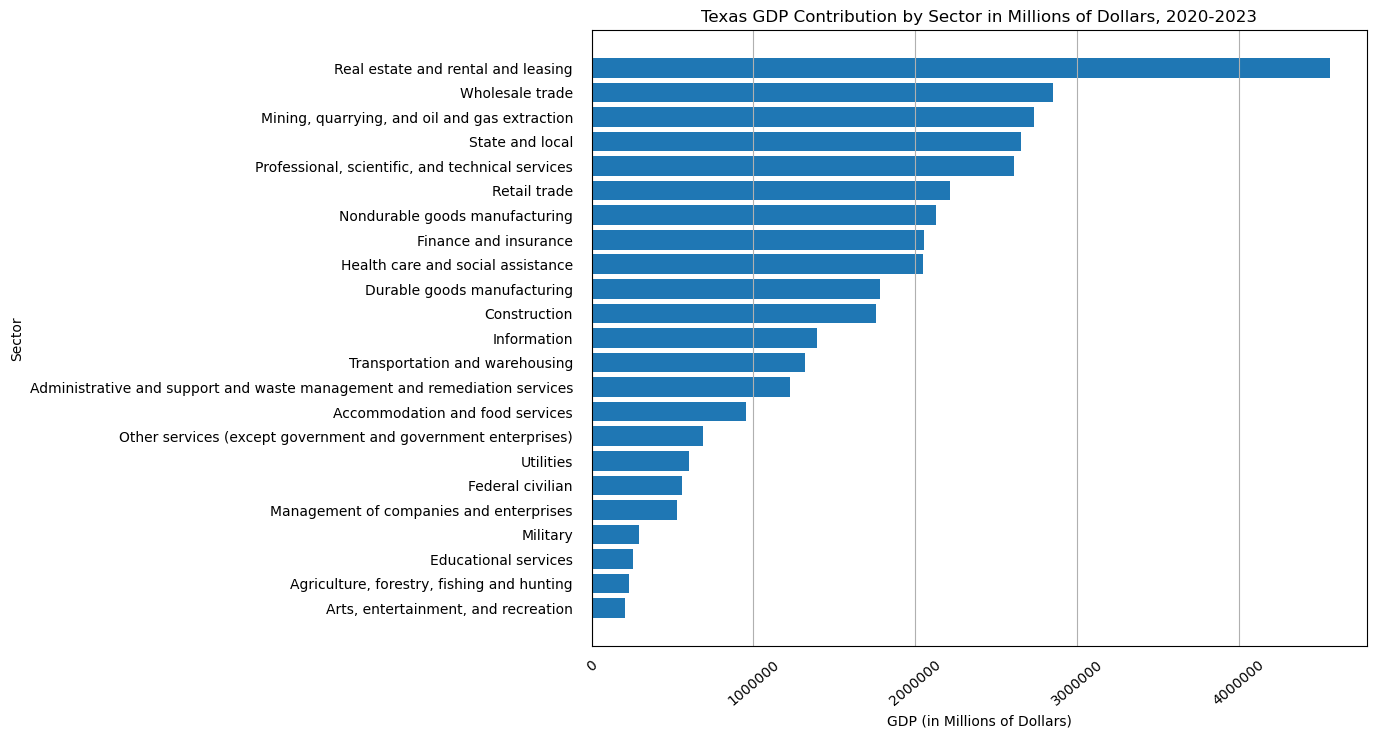 Texas GDP Contribution by Sector in Millions of Dollars, 2020-2023
Sector
Real estate and rental and leasing
Wholesale trade
Mining, quarrying, and oil and gas extraction
State and local
Professional, scientific, and technical services
Retail trade
Nondurable goods manufacturing
Finance and insurance
Health care and social assistance
Durable goods manufacturing
Construction
Information
Transportation and warehousing
Administrative and support and waste management and remediation services
Accommodation and food services
Other services (except government and government enterprises)
Utilities
Federal civilian
Management of companies and enterprises
Military
Educational services
Agriculture, forestry, fishing and hunting
Arts, entertainment, and recreation
0 1000000 2000000 3000000 4000000
GDP (in Millions of Dollars)